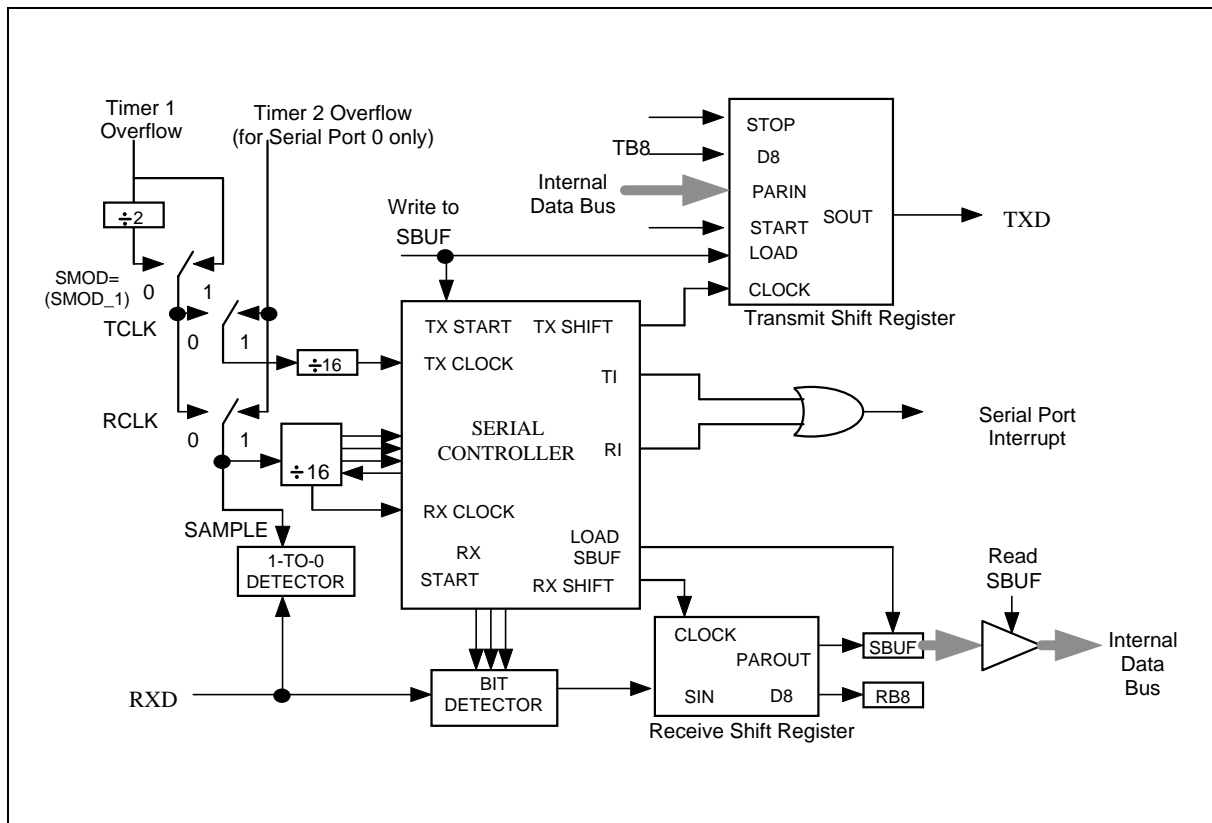 Timer 1
Overflow
Timer 2 Overflow
(for Serial Port 0 only)
÷2
SMOD=
(SMOD_1)
0
1
TCLK
0
1
÷16
RCLK
0
1
÷16
SAMPLE
1-TO-0
DETECTOR
RXD
BIT
DETECTOR
Write to
SBUF
TX START
TX SHIFT
TX CLOCK
TI
SERIAL
CONTROLLER
RI
RX CLOCK
LOAD
SBUF
RX
START
RX SHIFT
TB8
Internal
Data Bus
STOP
D8
PARIN
SOUT
START
LOAD
CLOCK
Transmit Shift Register
TXD
Serial Port
Interrupt
CLOCK
PAROUT
SIN
D8
Receive Shift Register
SBUF
RB8
Read
SBUF
Internal
Data
Bus